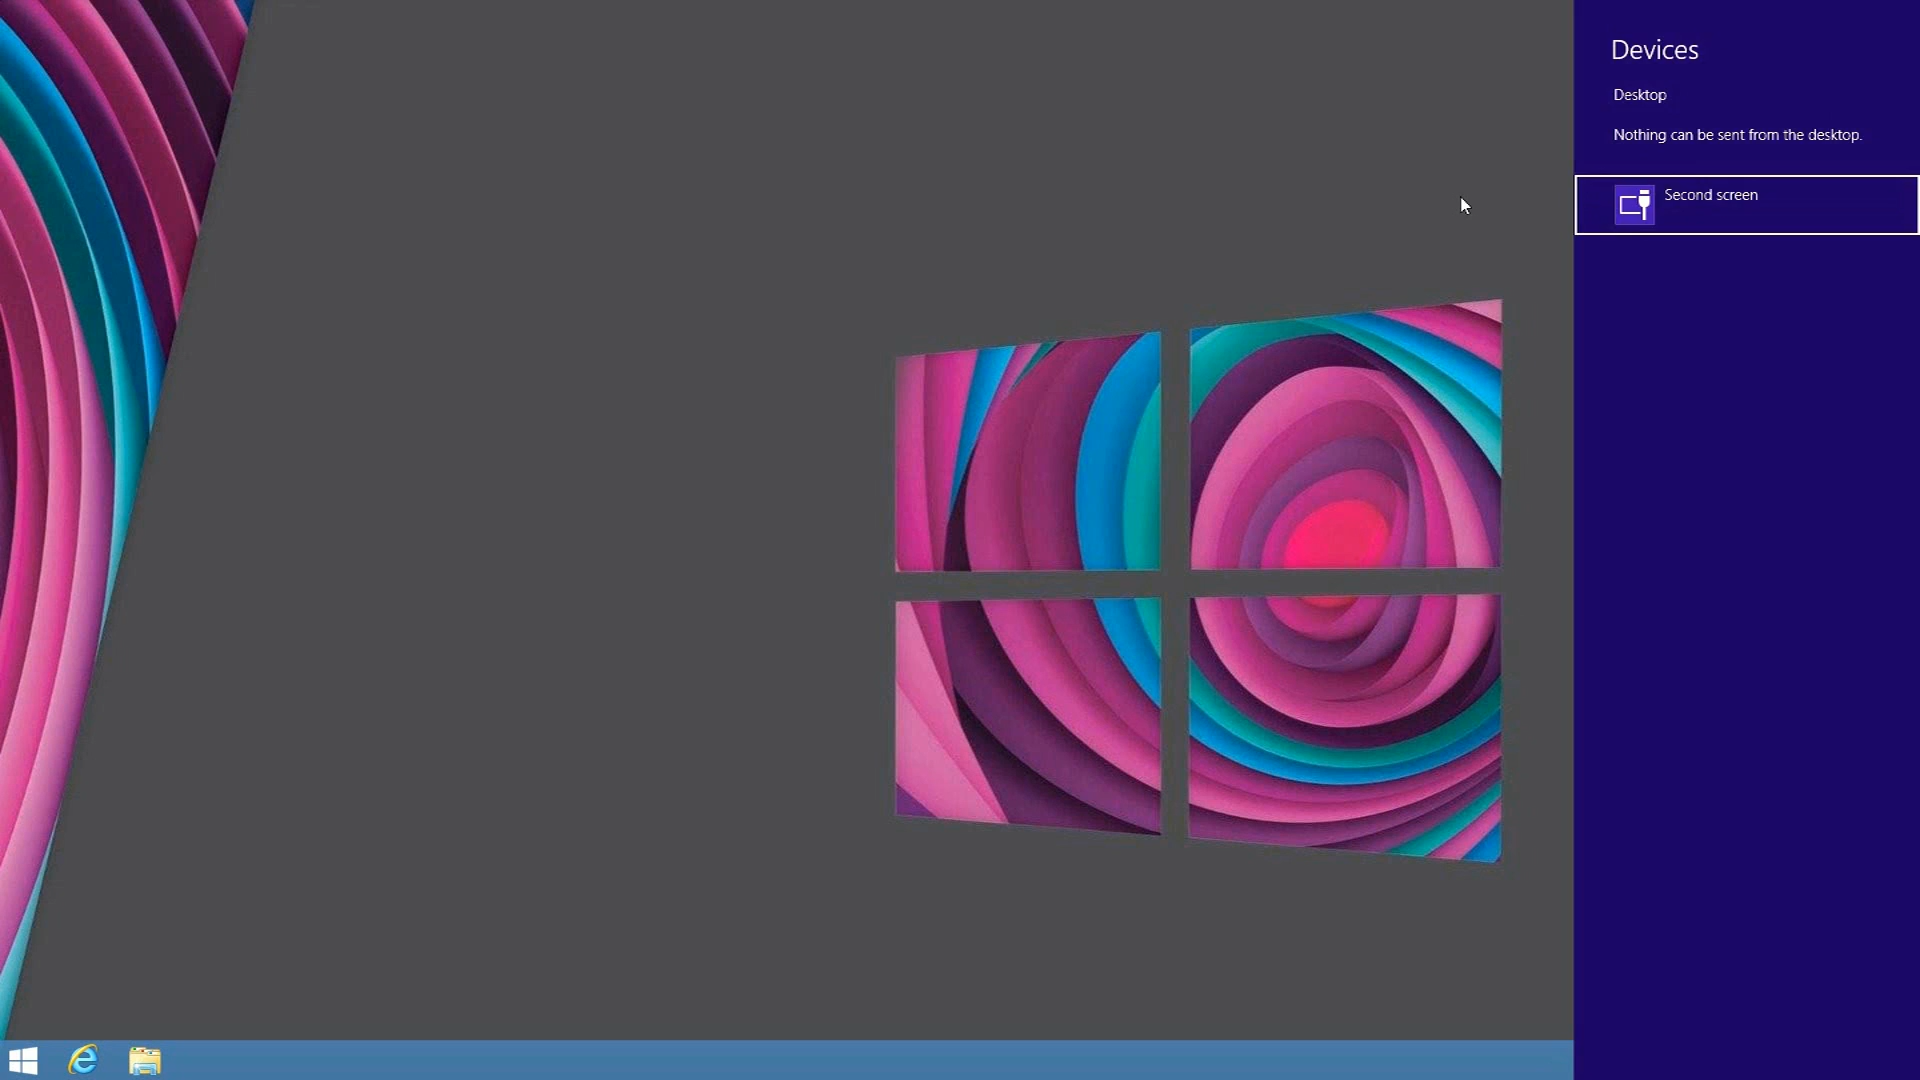 Devices
Desktop
Nothing can be sent from the desktop.
Second screen